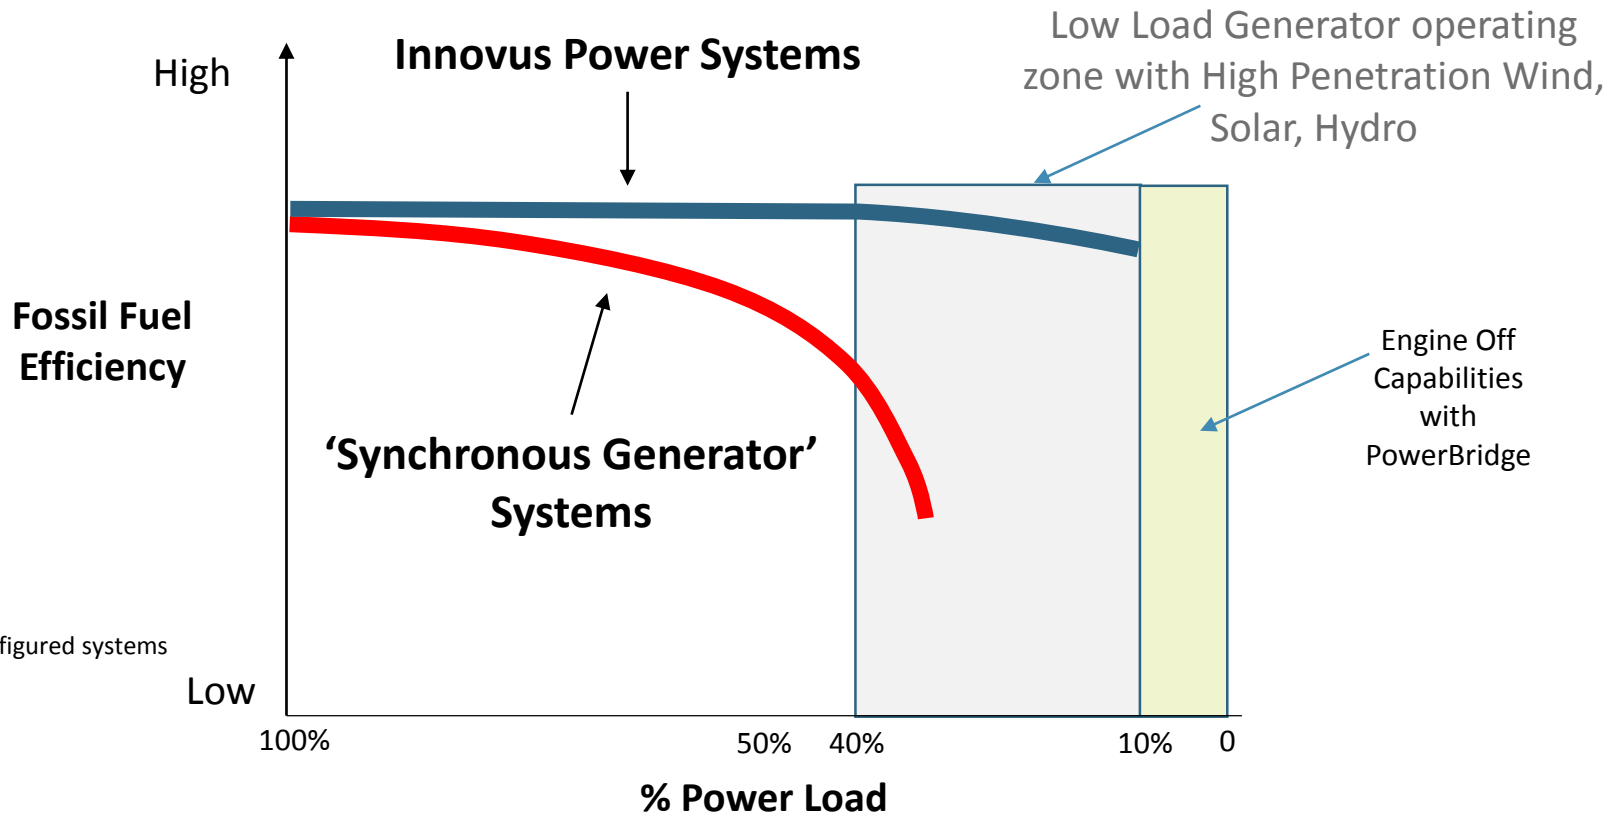 Low Load Generator operating
zone with High Penetration Wind,
Solar, Hydro
Innovus Power Systems
High
Fossil Fuel
Efficiency
Engine Off
Capabilities
with
PowerBridge
‘Synchronous Generator’
Systems
figured systems
Low
100%
50%
40%
10%
0
% Power Load